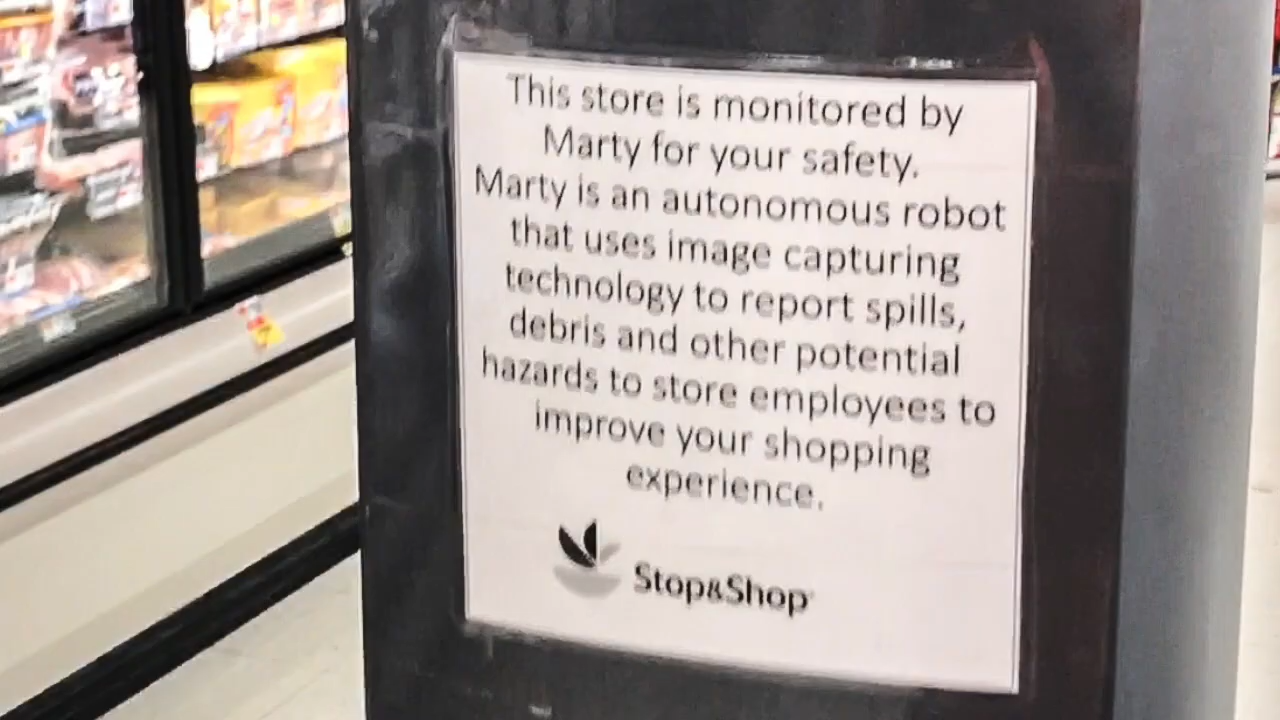 This store is monitored by
Marty for your safety.
Marty is an autonomous robot
that uses image capturing
technology to report spills,
debris and other potential
hazards to store employees to
improve your shopping
experience.
Stop&Shop